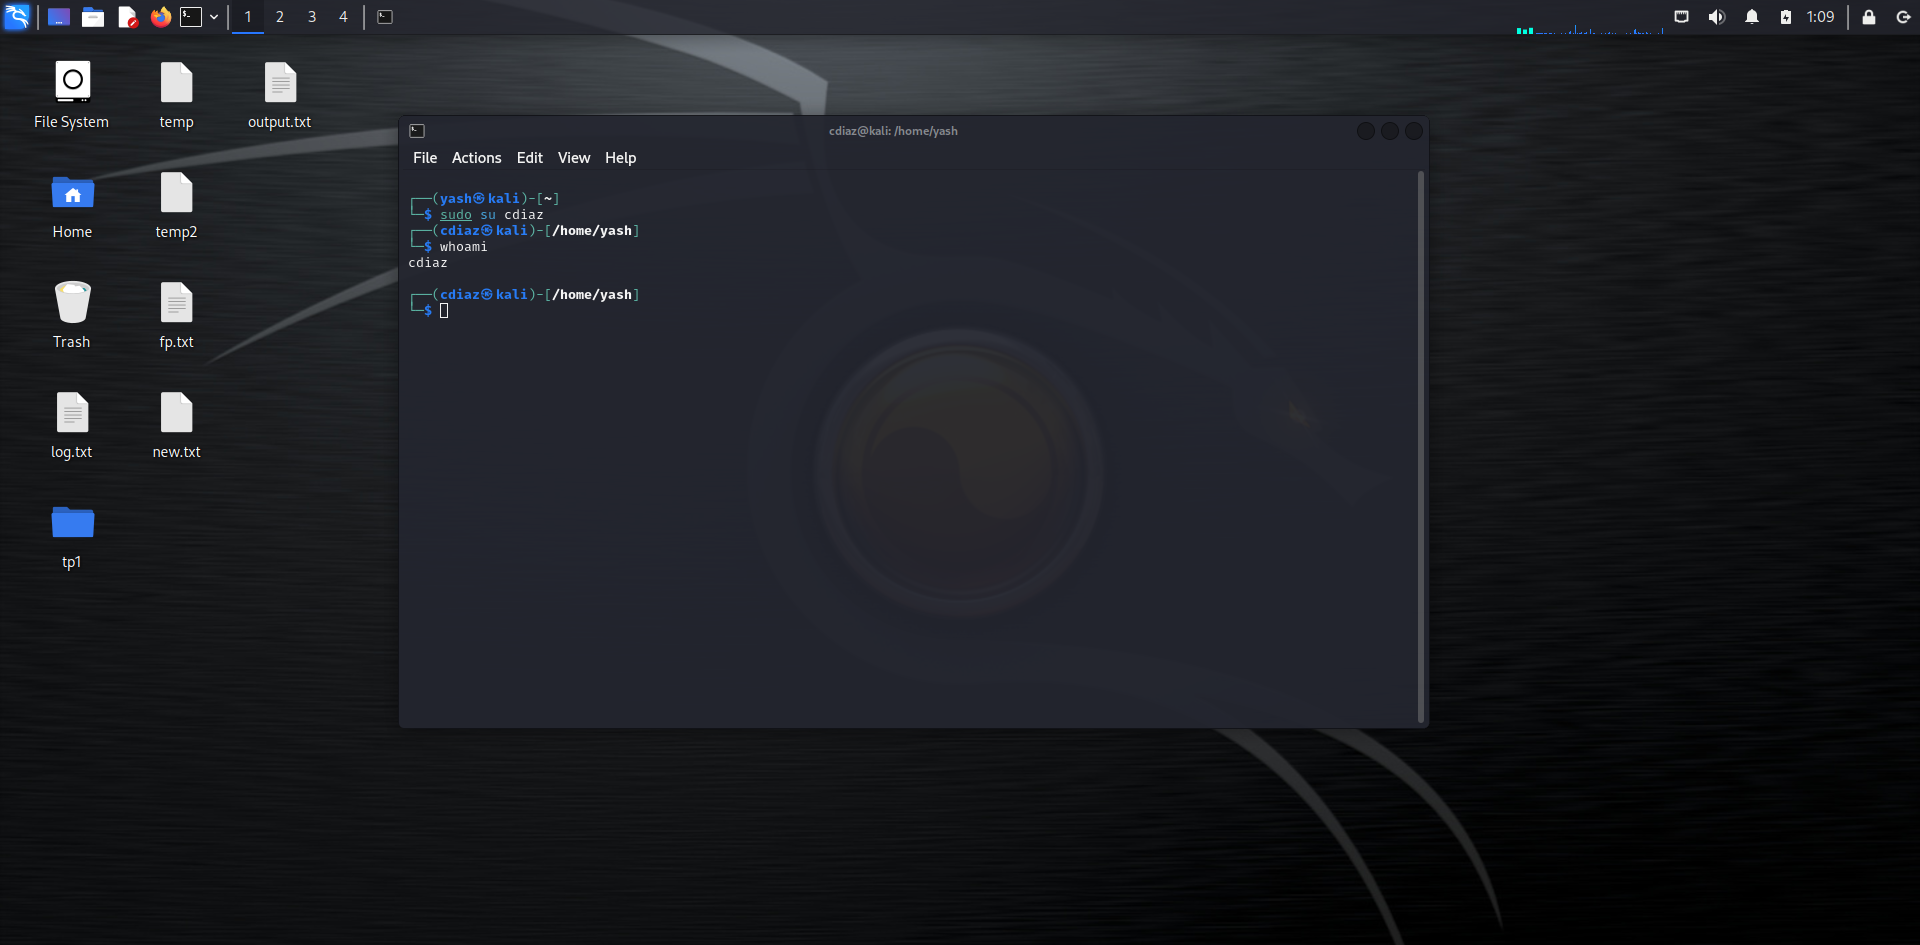 1 2 3 4
1:09
File System
temp
output.txt
Home
temp2
Trash
fp.txt
log.txt
new.txt
tp1
cdiaz@kali: /home/yash
File Actions Edit View Help
┌──(yash㉿kali)-[~]
└─$ sudo su cdiaz
┌──(cdiaz㉿kali)-[/home/yash]
└─$ whoami
cdiaz
┌──(cdiaz㉿kali)-[/home/yash]
└─$